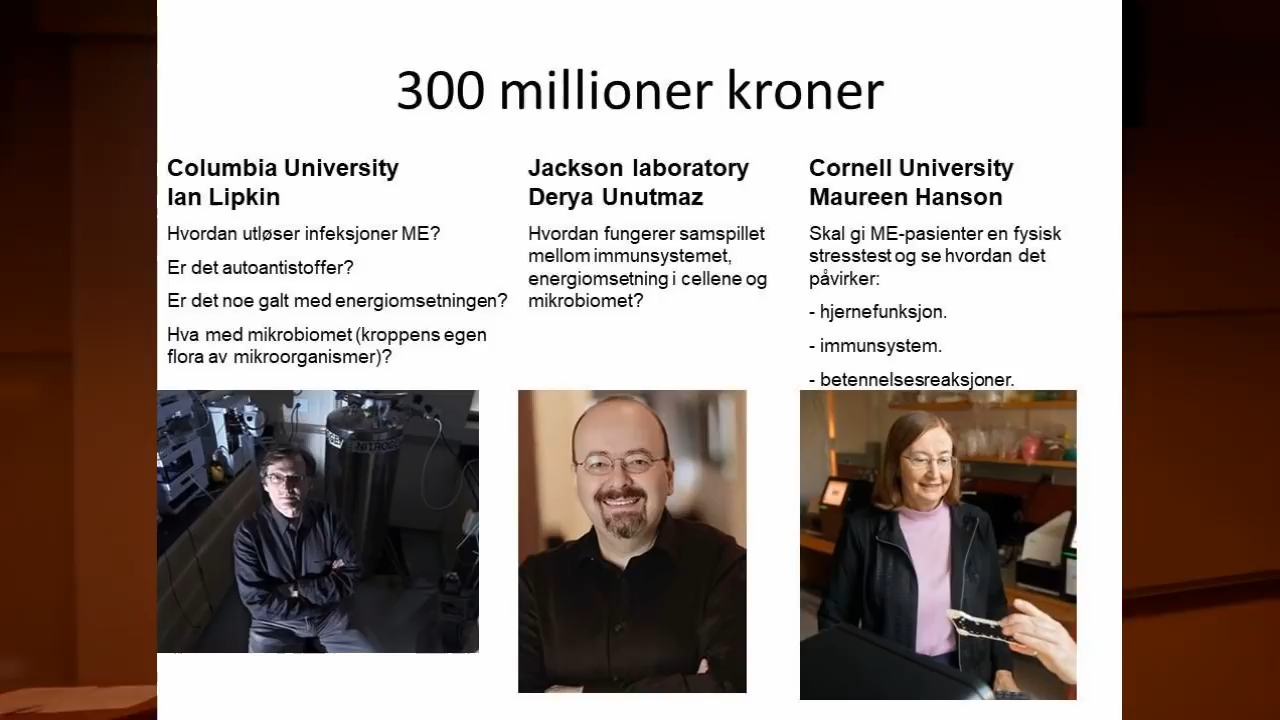 300 millioner kroner
Columbia University
Ian Lipkin
Hvordan utløser infeksjoner ME?
Er det autoantistoffer?
Er det noe galt med energiomsetningen?
Hva med mikrobiomet (kroppens egen
flora av mikroorganismer)?
Jackson laboratory
Derya Unutmaz
Hvordan fungerer samspillet
mellom immunsystemet,
energiomsetning i cellene og
mikrobiomet?
Cornell University
Maureen Hanson
Skal gi ME-pasienter en fysisk
stresstest og se hvordan det
påvirker:
- hjernefunksjon.
- immunsystem.
- betennelsesreaksjoner.